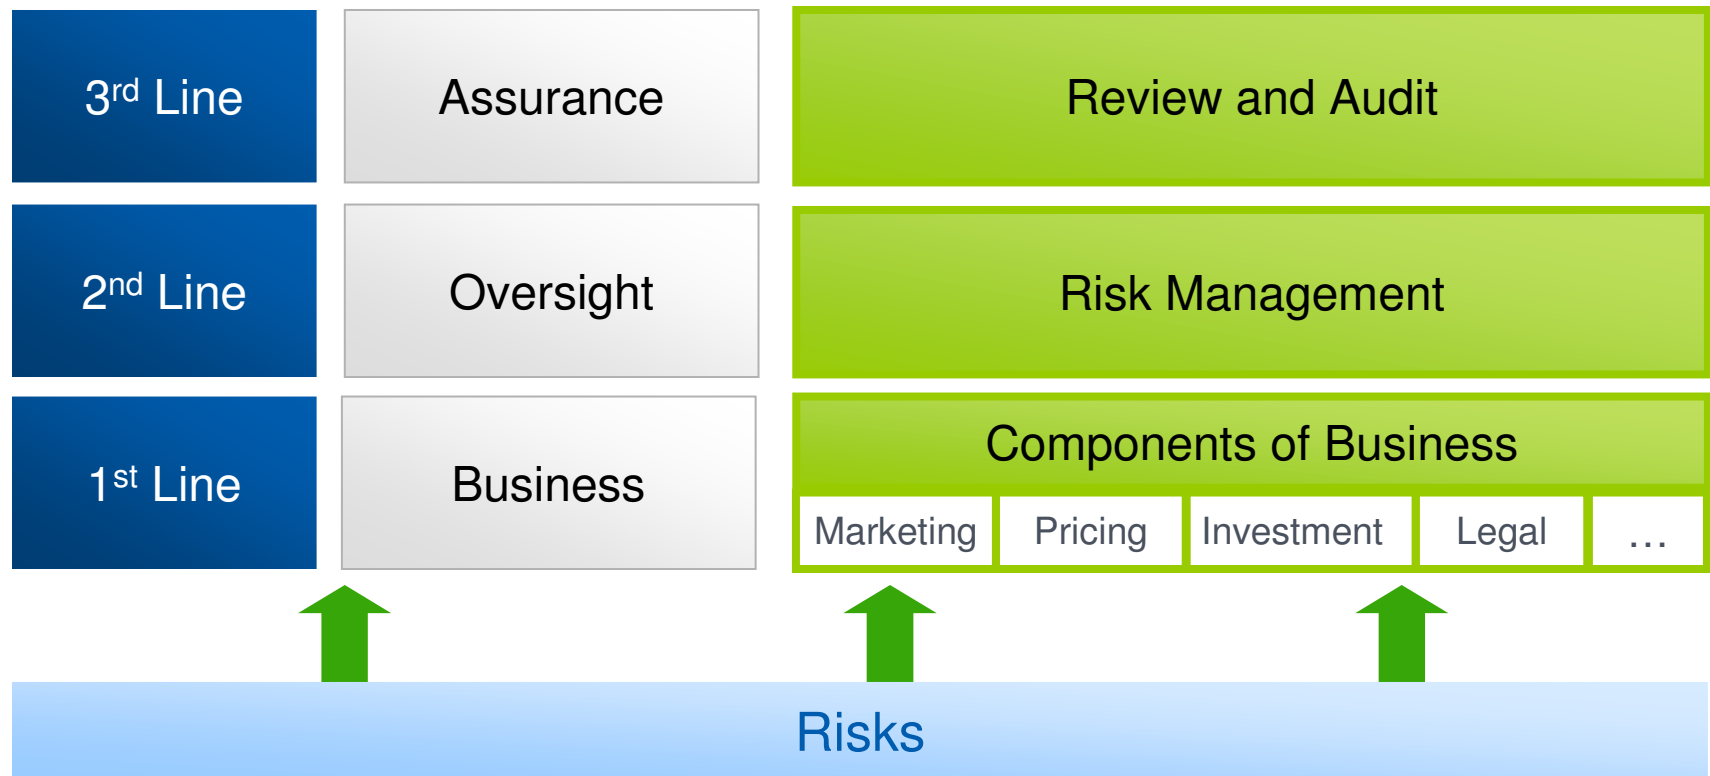 3rd Line
Assurance
Review and Audit
2nd Line
Oversight
Risk Management
1st Line
Business
Components of Business
Marketing
Pricing
Investment
Legal
…
Risks